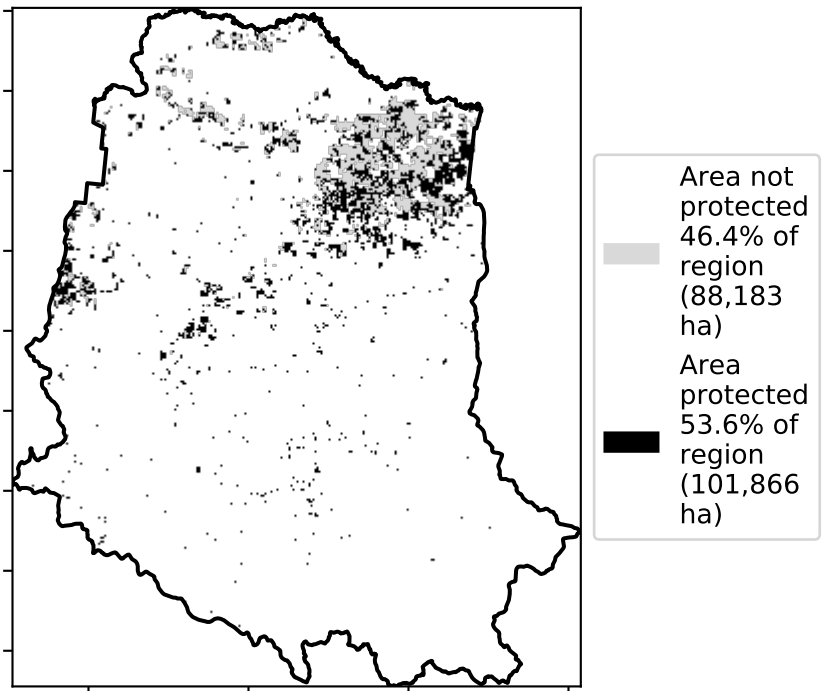 Area not
protected
46.4% of
region
(88,183
ha)
Area
protected
53.6% of
region
(101,866
ha)